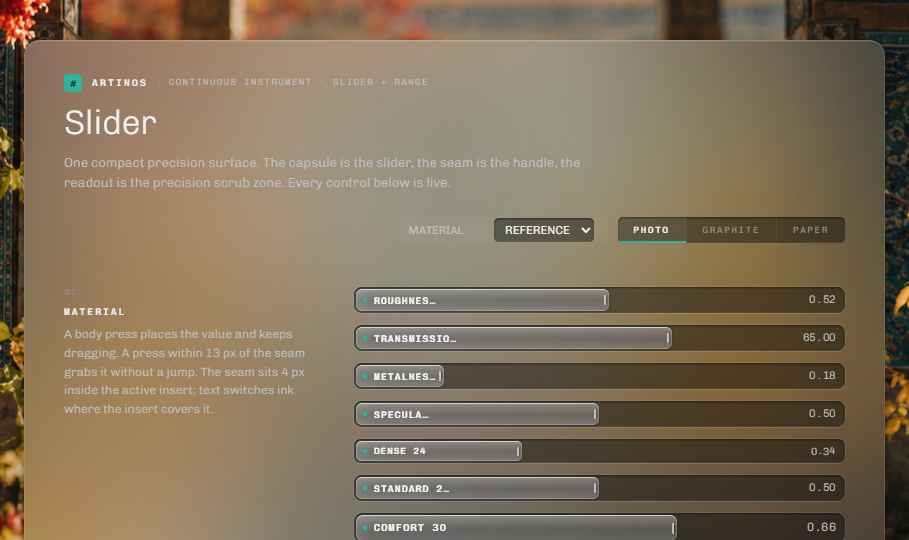 # ARTINOS · CONTINUOUS INSTRUMENT · SLIDER + RANGE
Slider
One compact precision surface. The capsule is the slider, the seam is the handle, the
readout is the precision scrub zone. Every control below is live.
MATERIAL REFERENCE PHOTO GRAPHITE PAPER
MATERIAL
A body press places the value and keeps
dragging. A press within 13 px of the seam
grabs it without a jump. The seam sits 4 px
inside the active insert; text switches ink
where the insert covers it.
ROUGHNES… 0.52
TRANSMISSIO… 65.00
METALNES… 0.18
SPECULA… 0.50
DENSE 24 0.34
STANDARD 2… 0.50
COMFORT 30 0.66